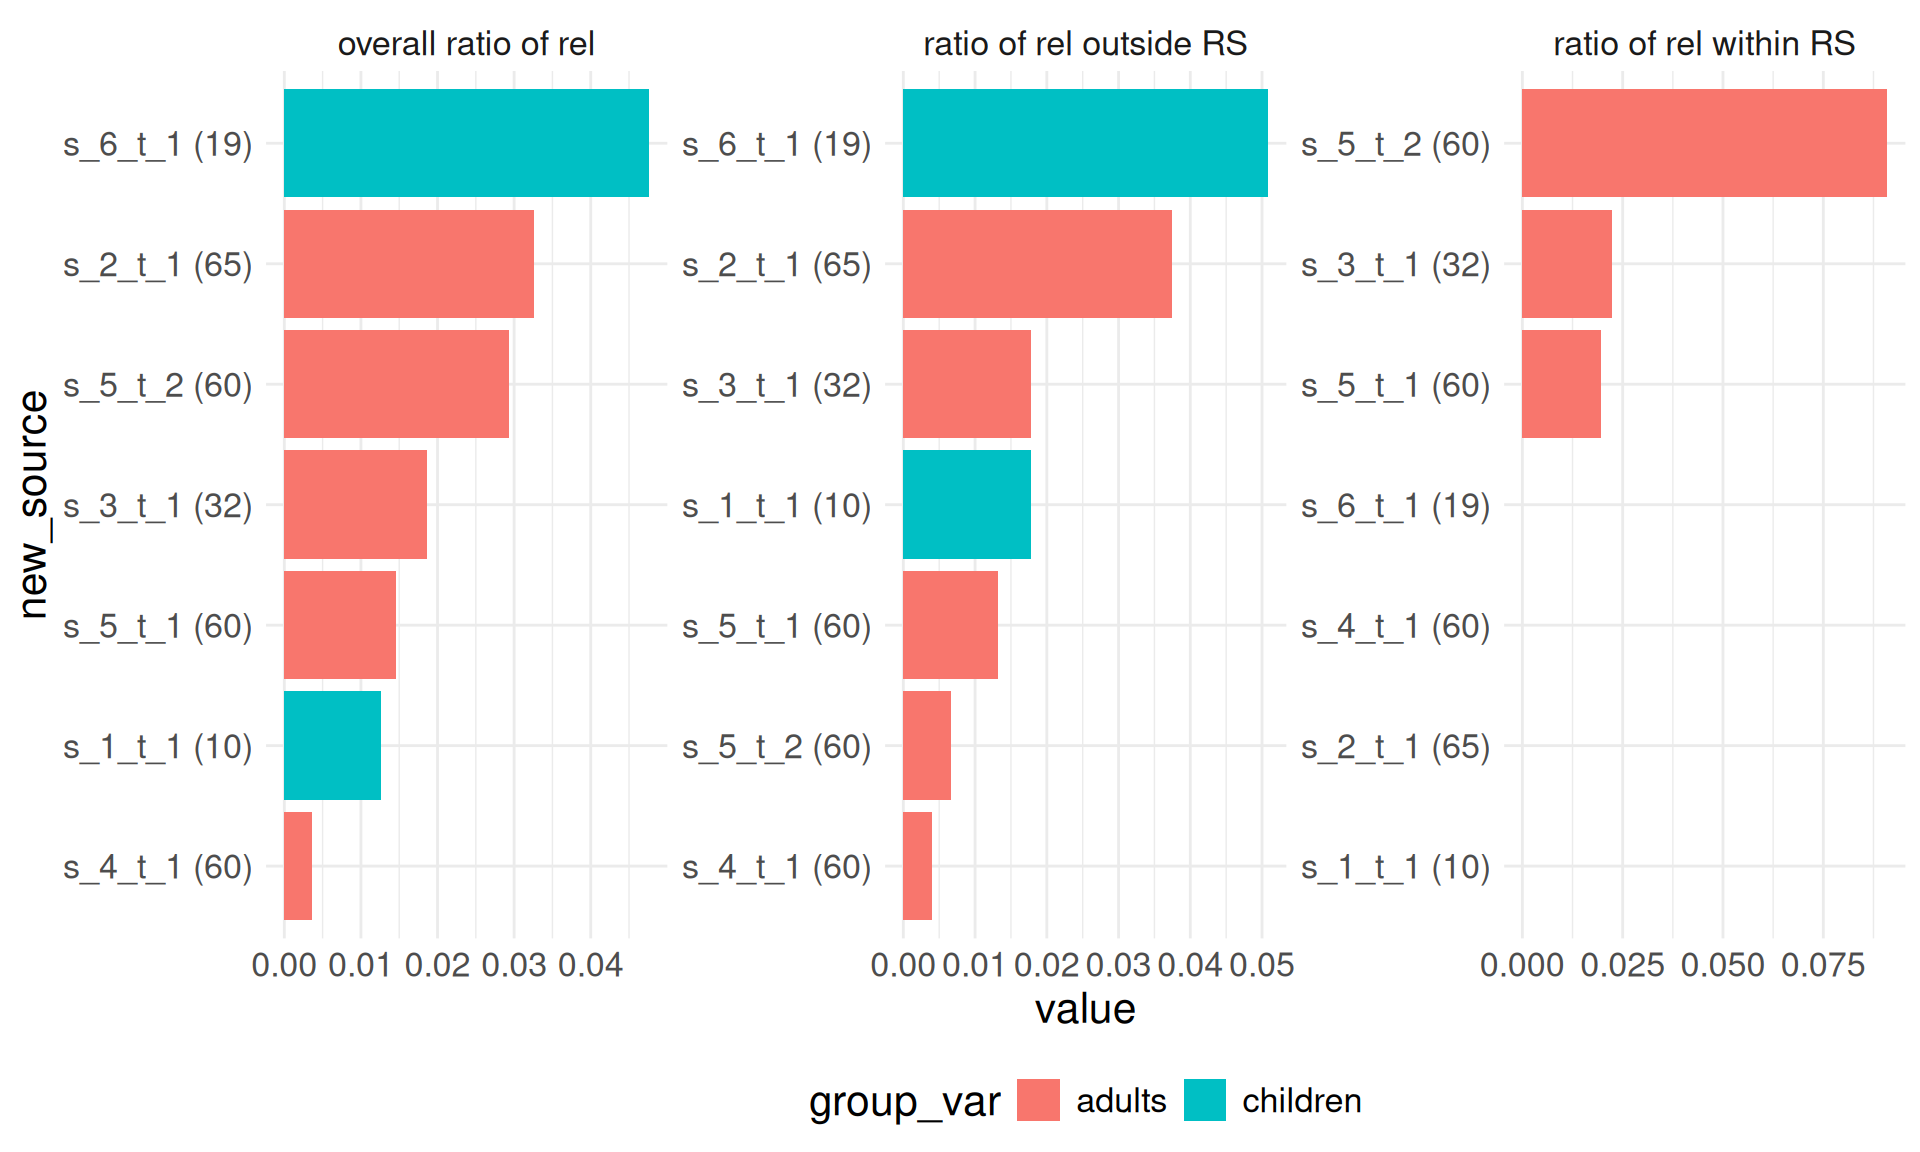 overall ratio of rel
ratio of rel outside RS
ratio of rel within RS
new_source
s_6_t_1 (19)
s_2_t_1 (65)
s_5_t_2 (60)
s_3_t_1 (32)
s_5_t_1 (60)
s_1_t_1 (10)
s_4_t_1 (60)
0.00 0.01 0.02 0.03 0.04
s_6_t_1 (19)
s_2_t_1 (65)
s_3_t_1 (32)
s_1_t_1 (10)
s_5_t_1 (60)
s_5_t_2 (60)
s_4_t_1 (60)
0.00 0.01 0.02 0.03 0.04 0.05
s_5_t_2 (60)
s_3_t_1 (32)
s_5_t_1 (60)
s_6_t_1 (19)
s_4_t_1 (60)
s_2_t_1 (65)
s_1_t_1 (10)
0.000 0.025 0.050 0.075
value
group_var adults children